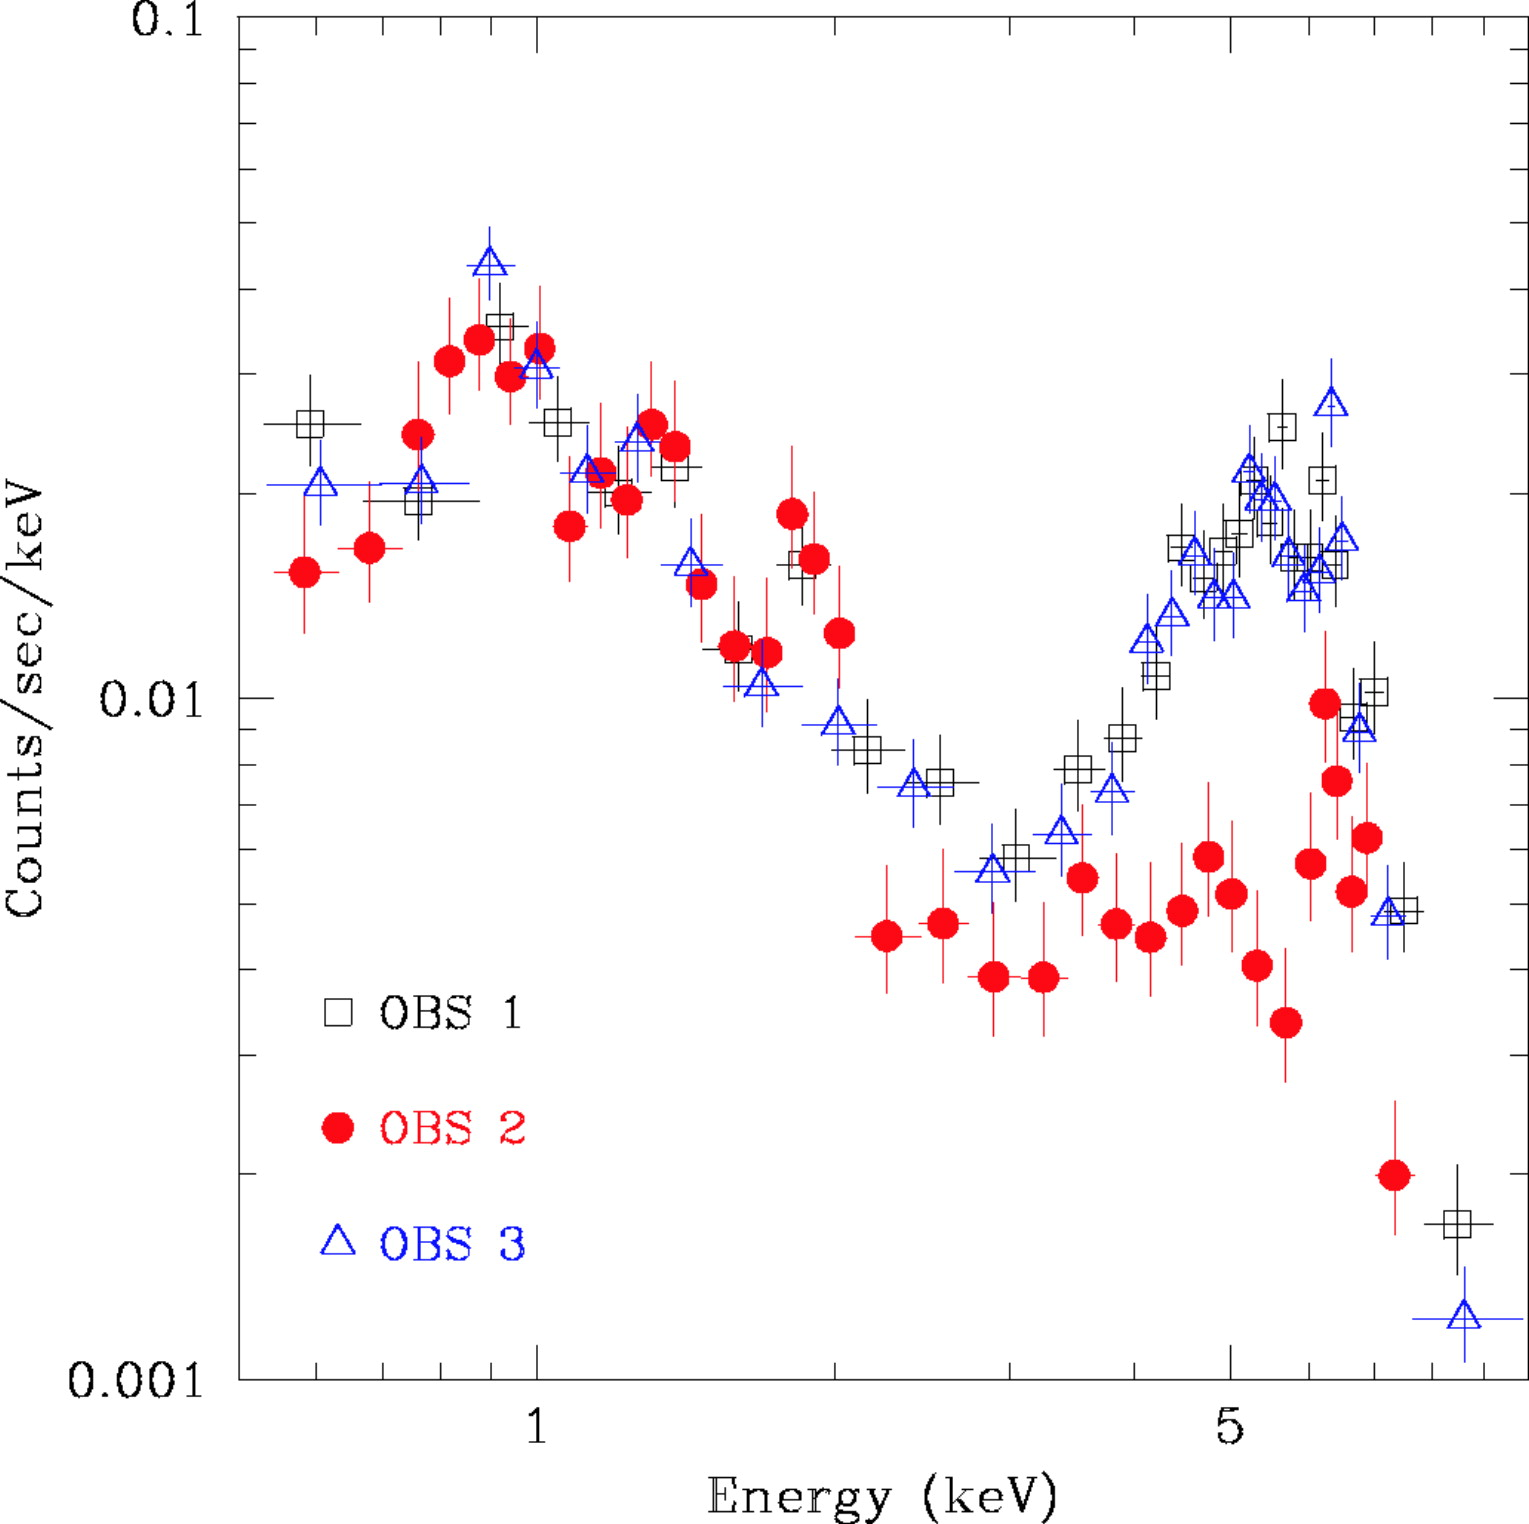 0.1
0.01
0.001
Counts/sec/keV
OBS 1
OBS 2
OBS 3
1 5
Energy (keV)